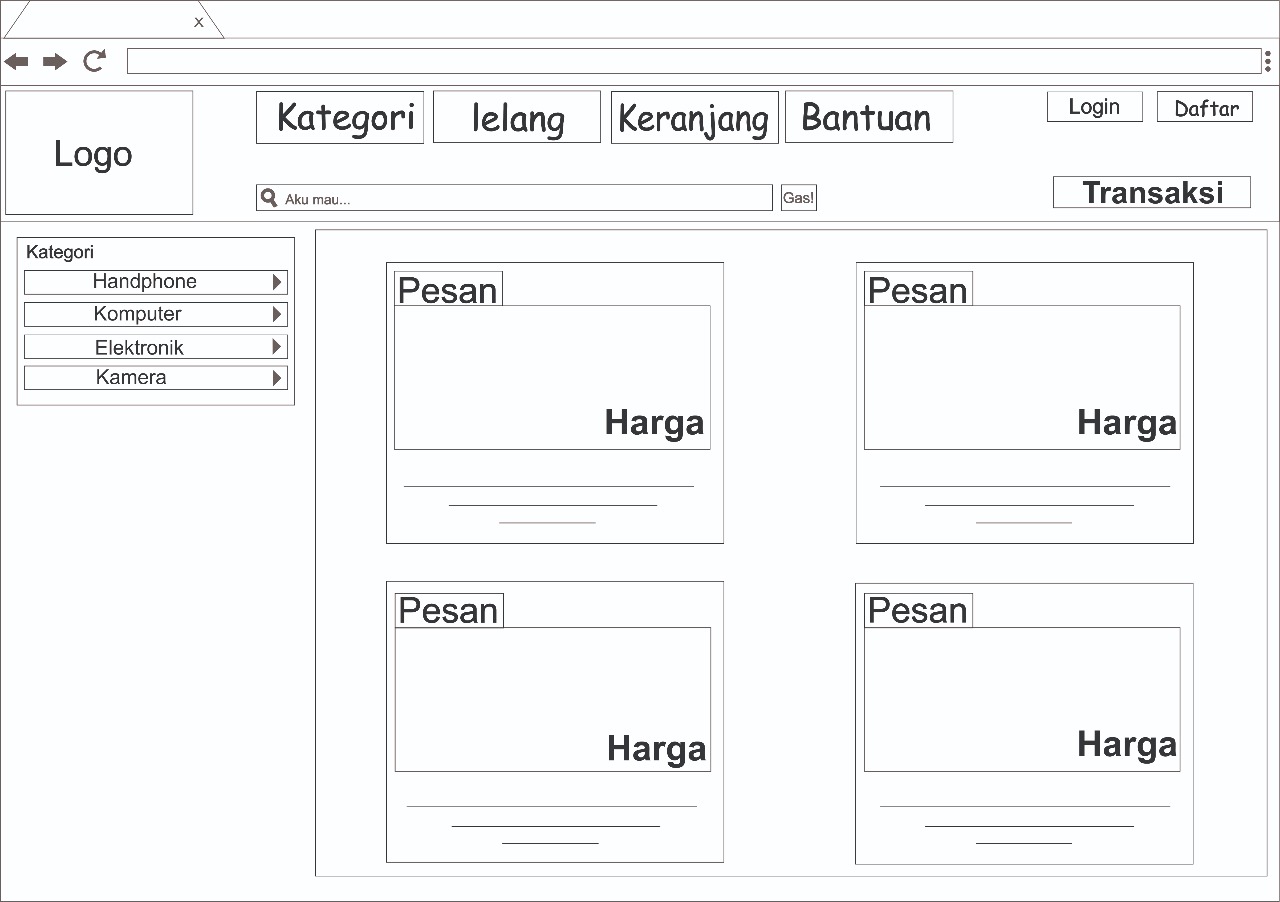 x
Logo
Kategori
lelang
Keranjang
Bantuan
Login
Daftar
Aku mau...
Gas!
Transaksi
Kategori
Handphone
Komputer
Elektronik
Kamera
Pesan
Harga
Pesan
Harga
Pesan
Harga
Pesan
Harga